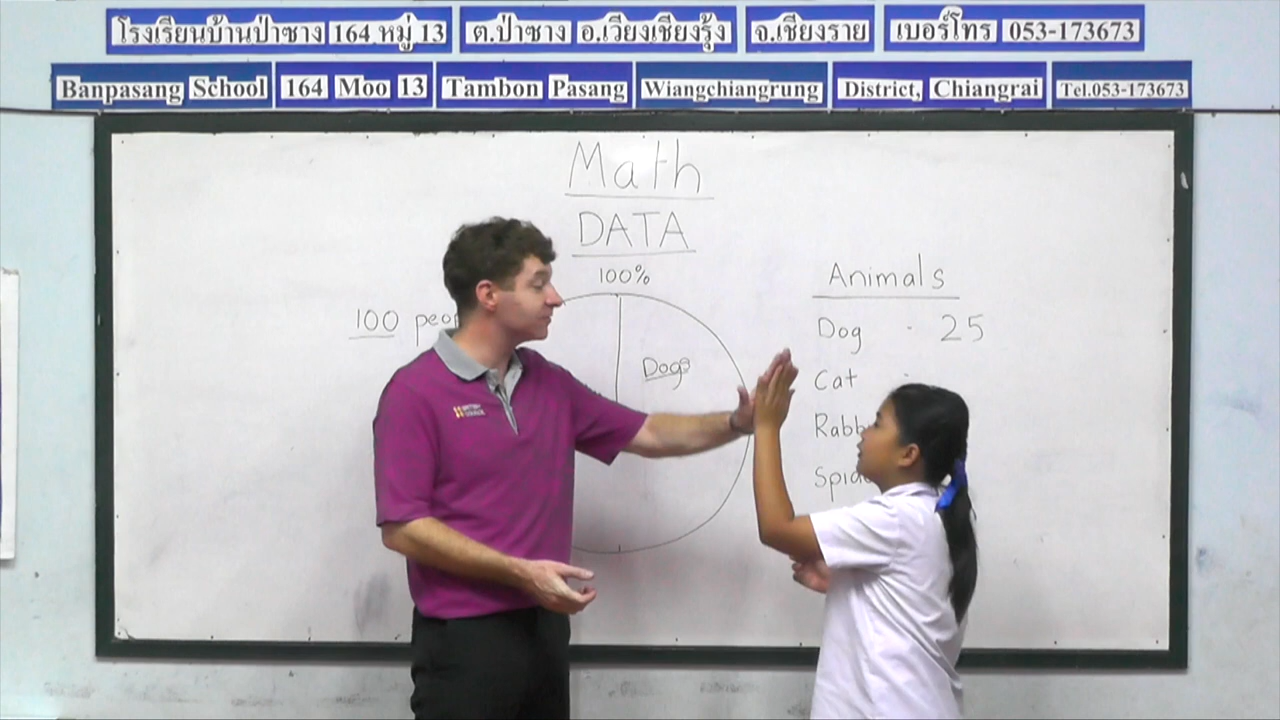 โรงเรียนบ้านป่าซาง 164 หมู่ 13 ต.ป่าซาง อ.เวียงเชียงรุ้ง จ.เชียงราย เบอร์โทร 053-173673
Banpasang School 164 Moo 13 Tambon Pasang Wiangchiangrung District, Chiangrai Tel.053-173673
Math
DATA
100%
100
Dogs
Animals
Dog - 25
Cat -